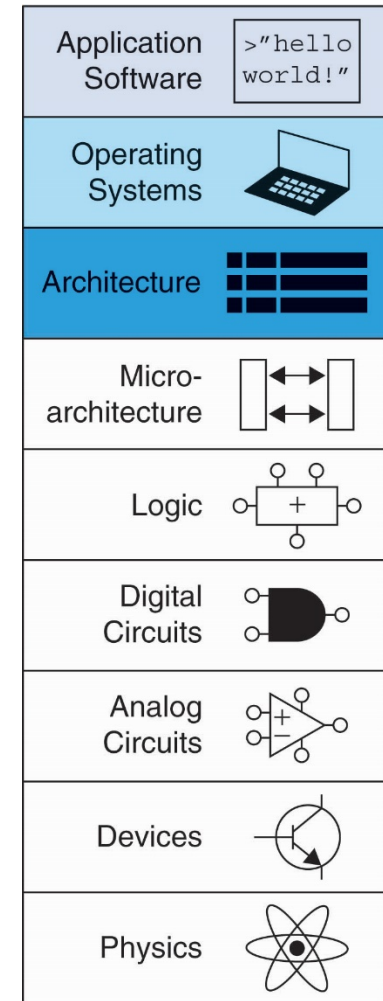 Application
Software
>"hello
world!"
Operating
Systems
Architecture
Micro-
architecture
Logic
+
Digital
Circuits
Analog
Circuits
+
−
Devices
Physics